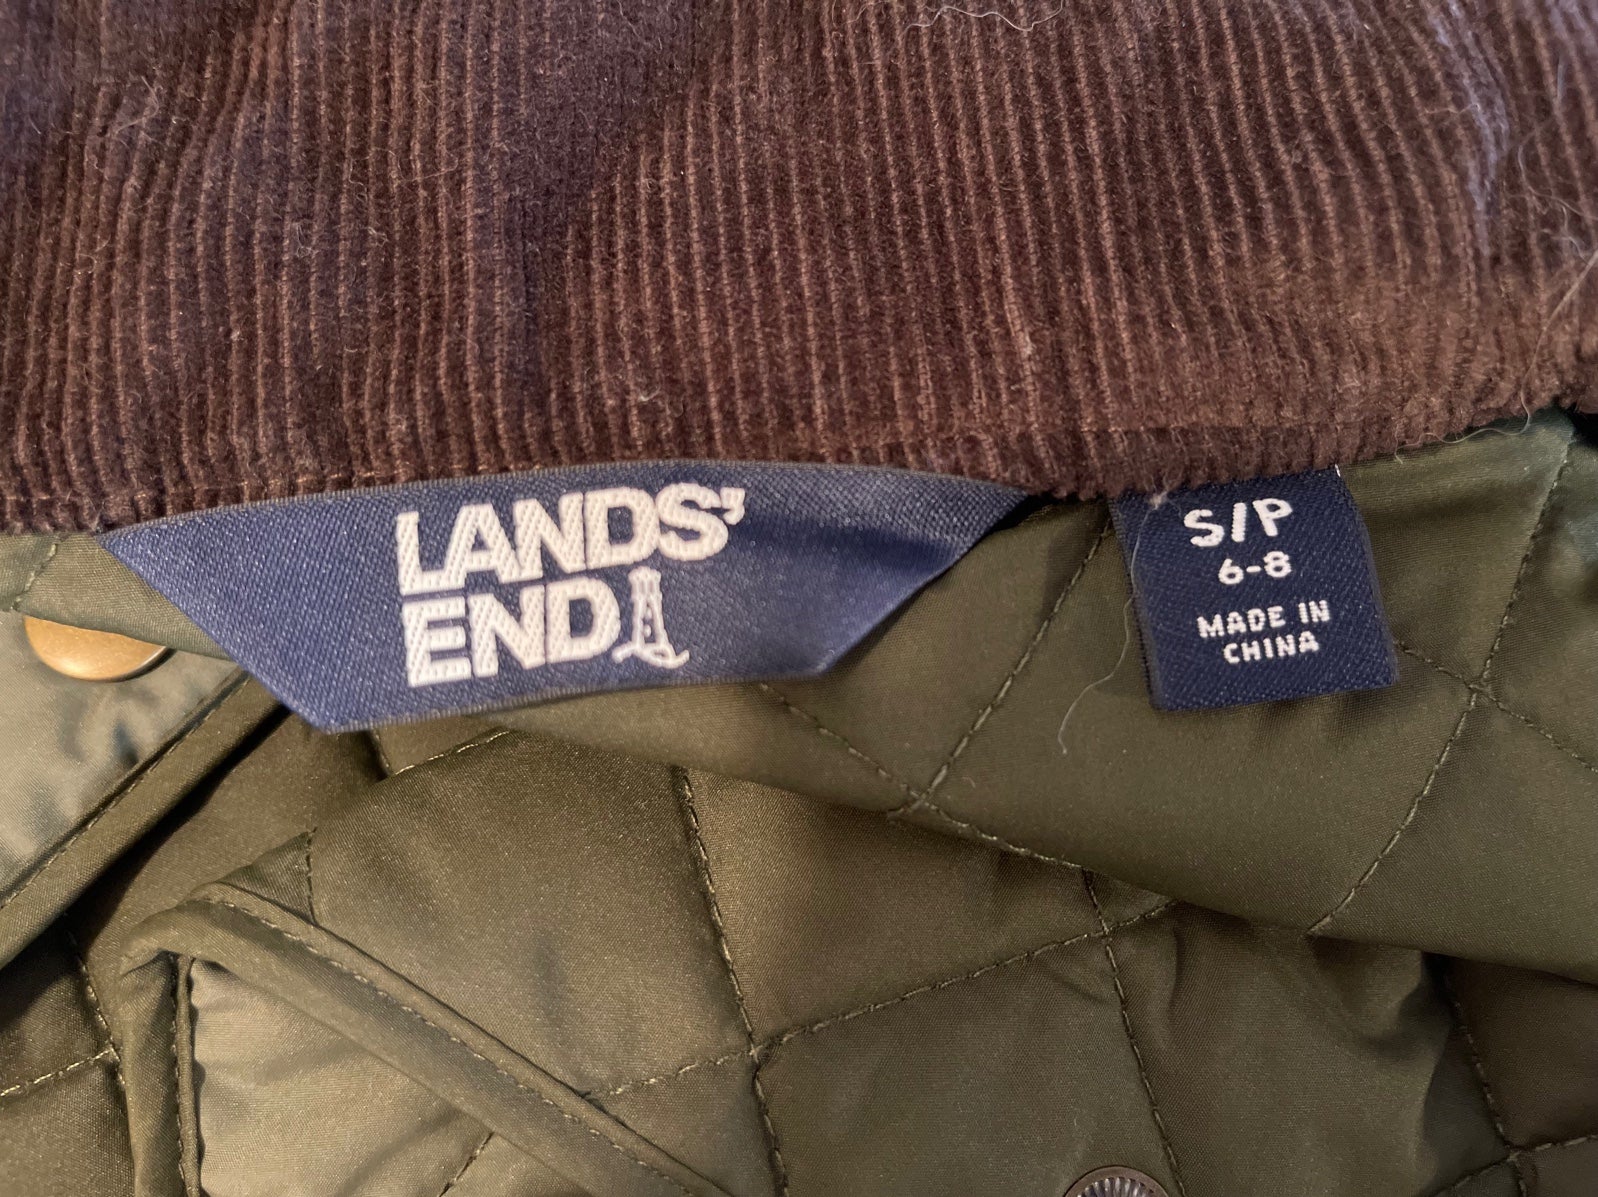 LANDS'
END
S/P
6-8
MADE IN
CHINA